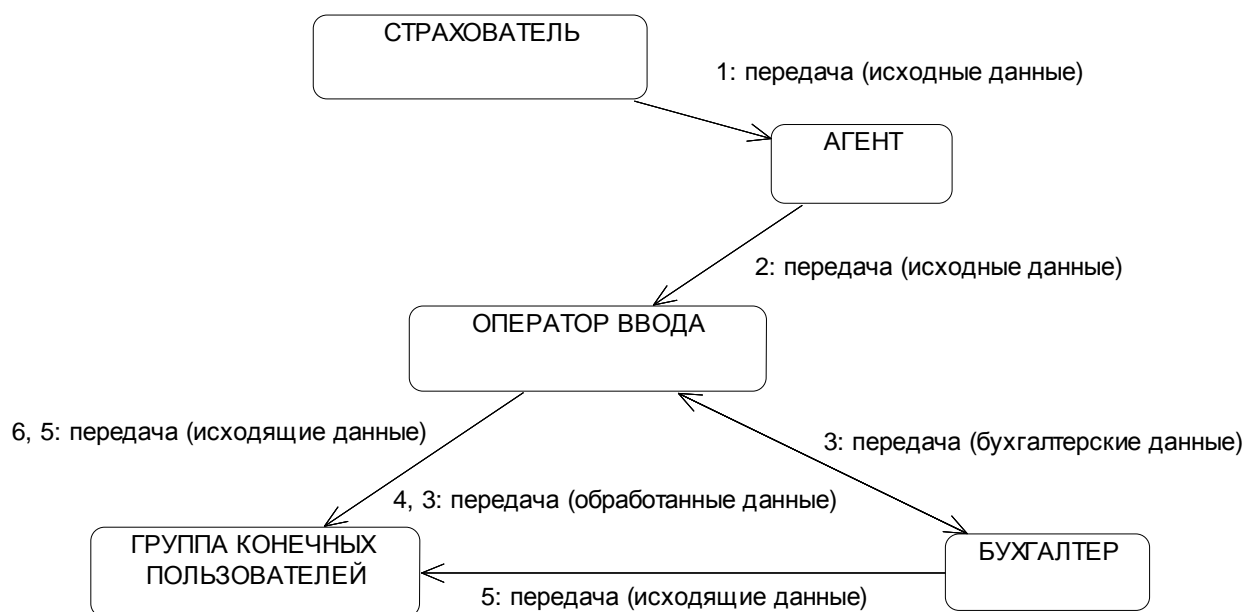 СТРАХОВАТЕЛЬ
1: передача (исходные данные)
АГЕНТ
2: передача (исходные данные)
ОПЕРАТОР ВВОДА
6, 5: передача (исходящие данные)
3: передача (бухгалтерские данные)
4, 3: передача (обработанные данные)
ГРУППА КОНЕЧНЫХ
ПОЛЬЗОВАТЕЛЕЙ
БУХГАЛТЕР
5: передача (исходящие данные)